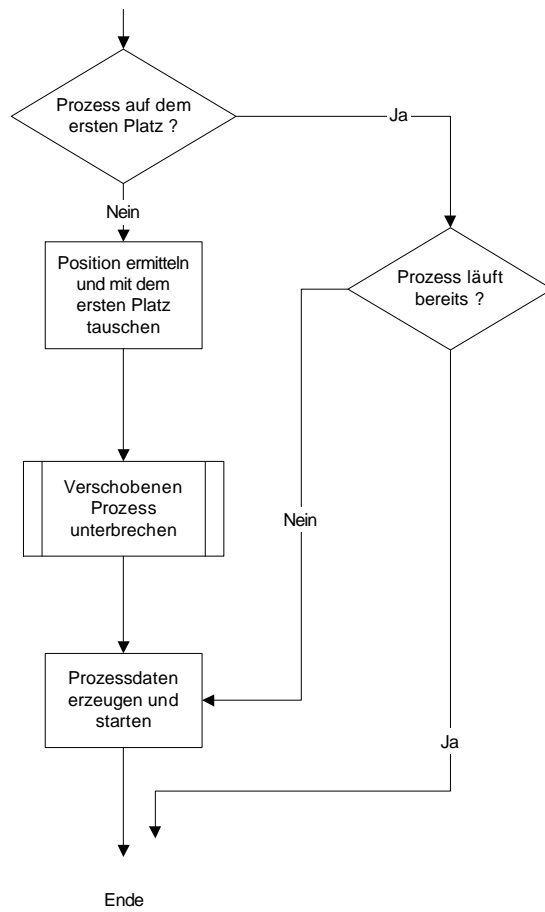 Prozess auf dem
ersten Platz ?
Ja
Nein
Position ermitteln
und mit dem
ersten Platz
tauschen
Prozess läuft
bereits ?
Verschobenen
Prozess
unterbrechen
Nein
Prozessdaten
erzeugen und
starten
Ja
Ende